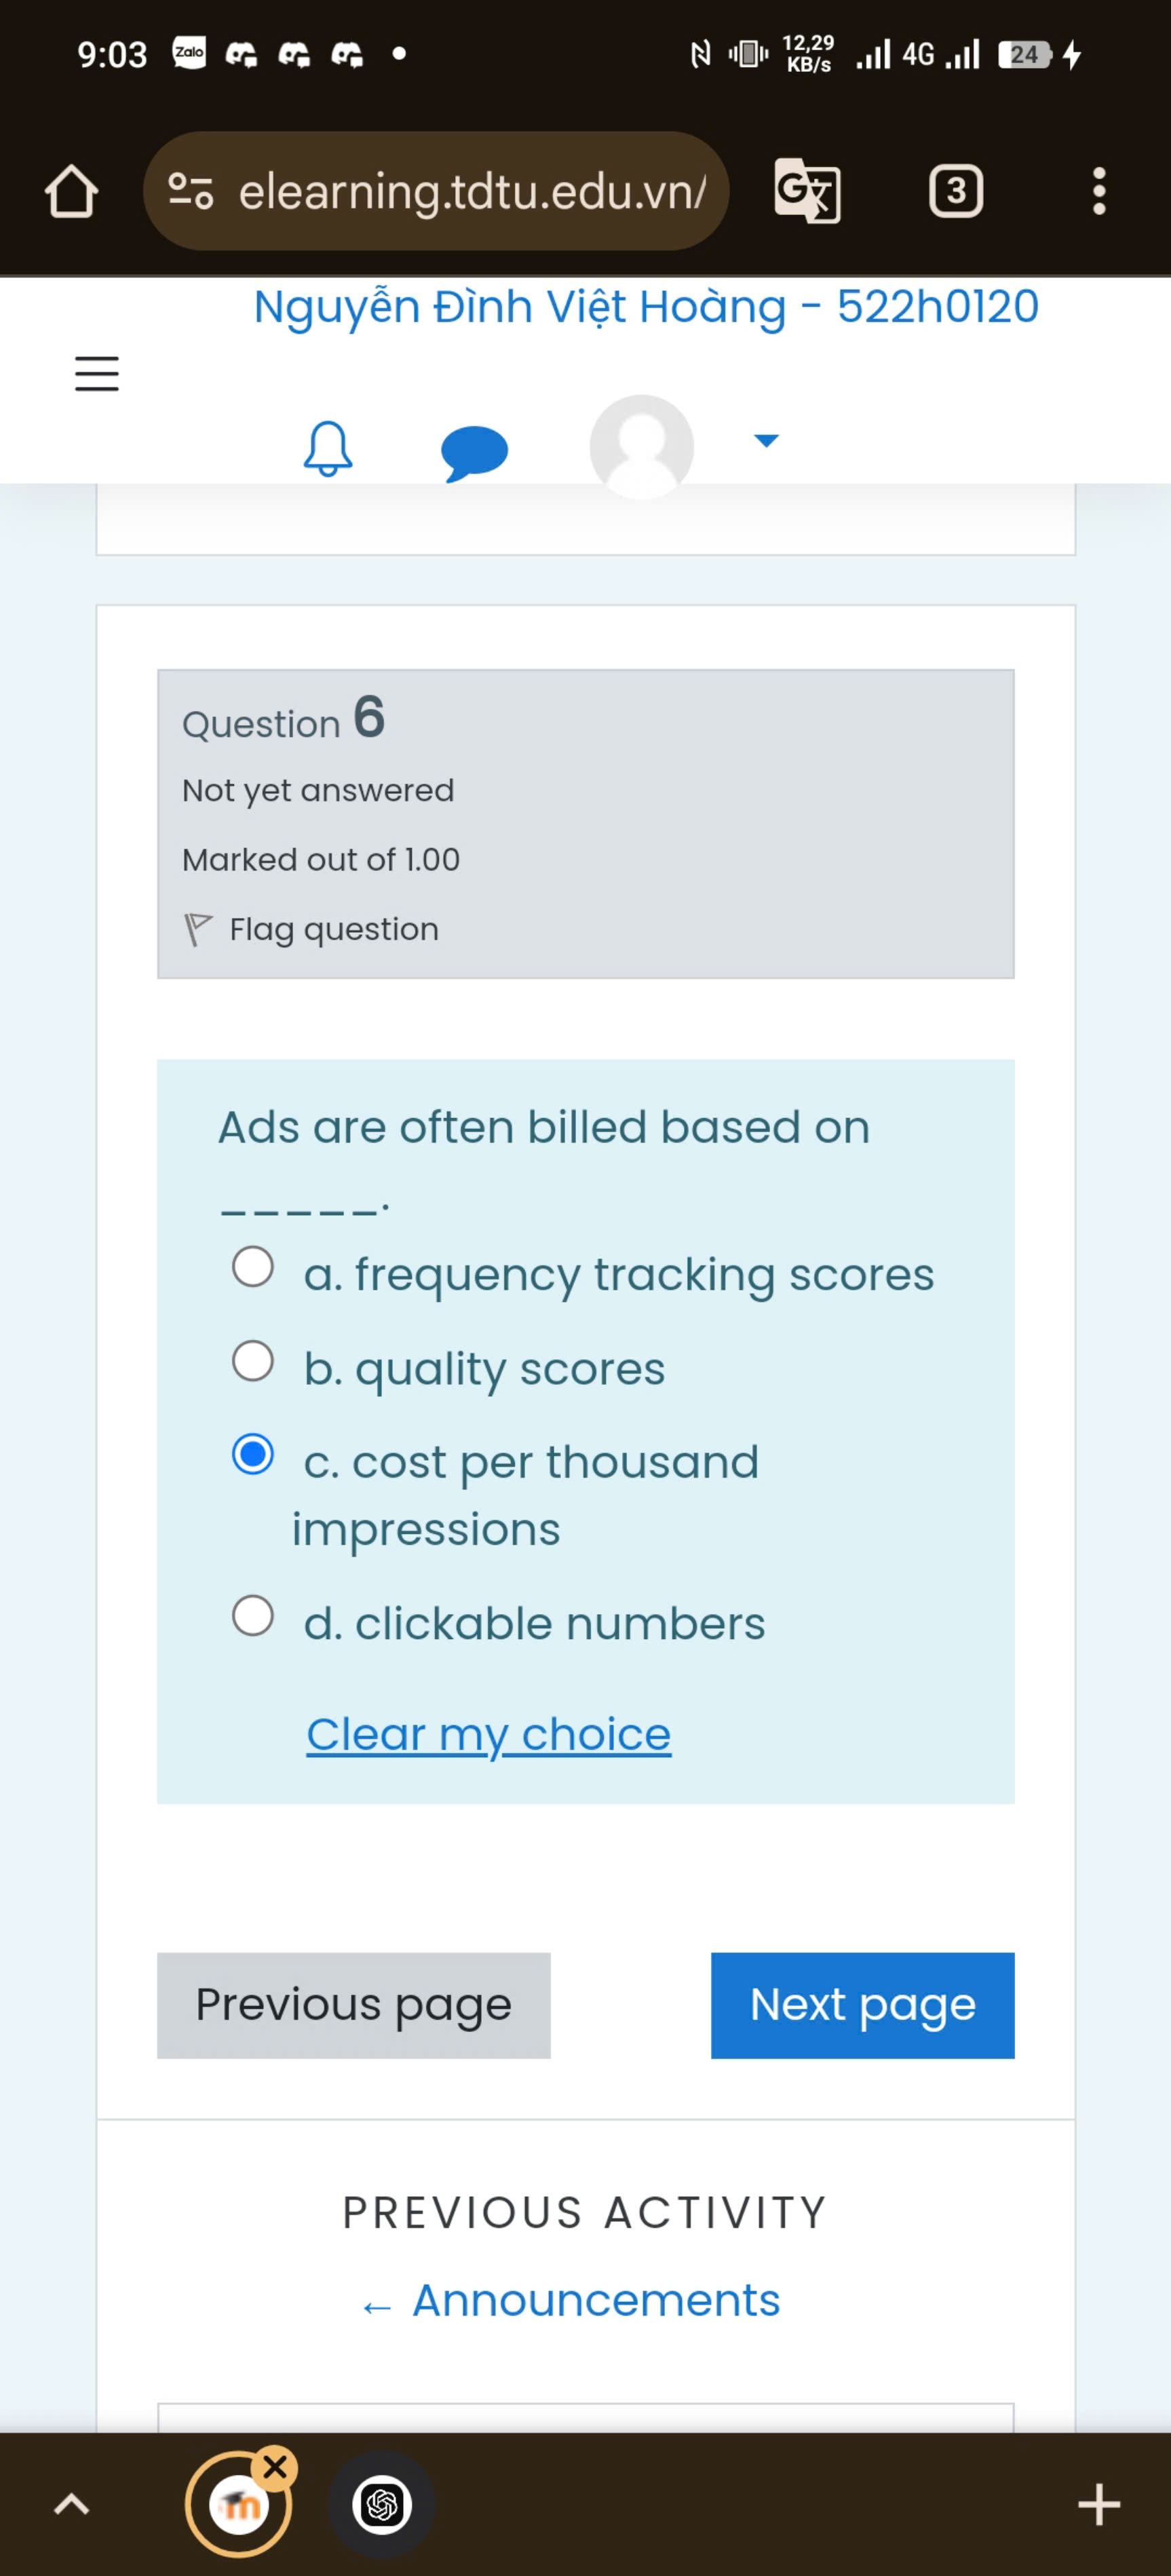 9:03 Zalo 12,29 KB/s 4G 24
elearning.tdtu.edu.vn/ G文 3
Nguyễn Đình Việt Hoàng - 522h0120
Question 6
Not yet answered
Marked out of 1.00
Flag question
Ads are often billed based on
_____.
a. frequency tracking scores
b. quality scores
c. cost per thousand
impressions
d. clickable numbers
Clear my choice
Previous page Next page
PREVIOUS ACTIVITY
← Announcements
m